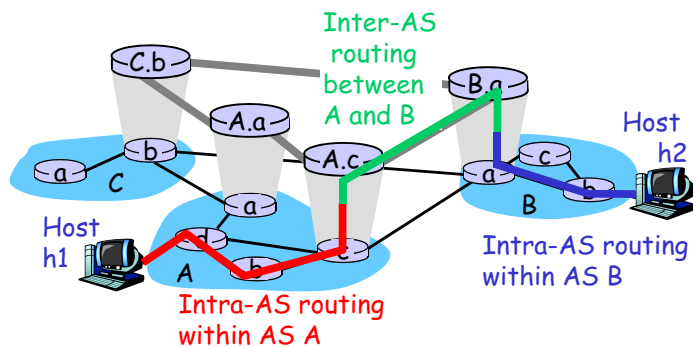 Inter-AS
routing
between
A and B
C.b
B.a
A.a
A.c
Host
h2
b
a
C
a
c
b
B
a
Host
h1
d
c
b
A
Intra-AS routing
within AS B
Intra-AS routing
within AS A